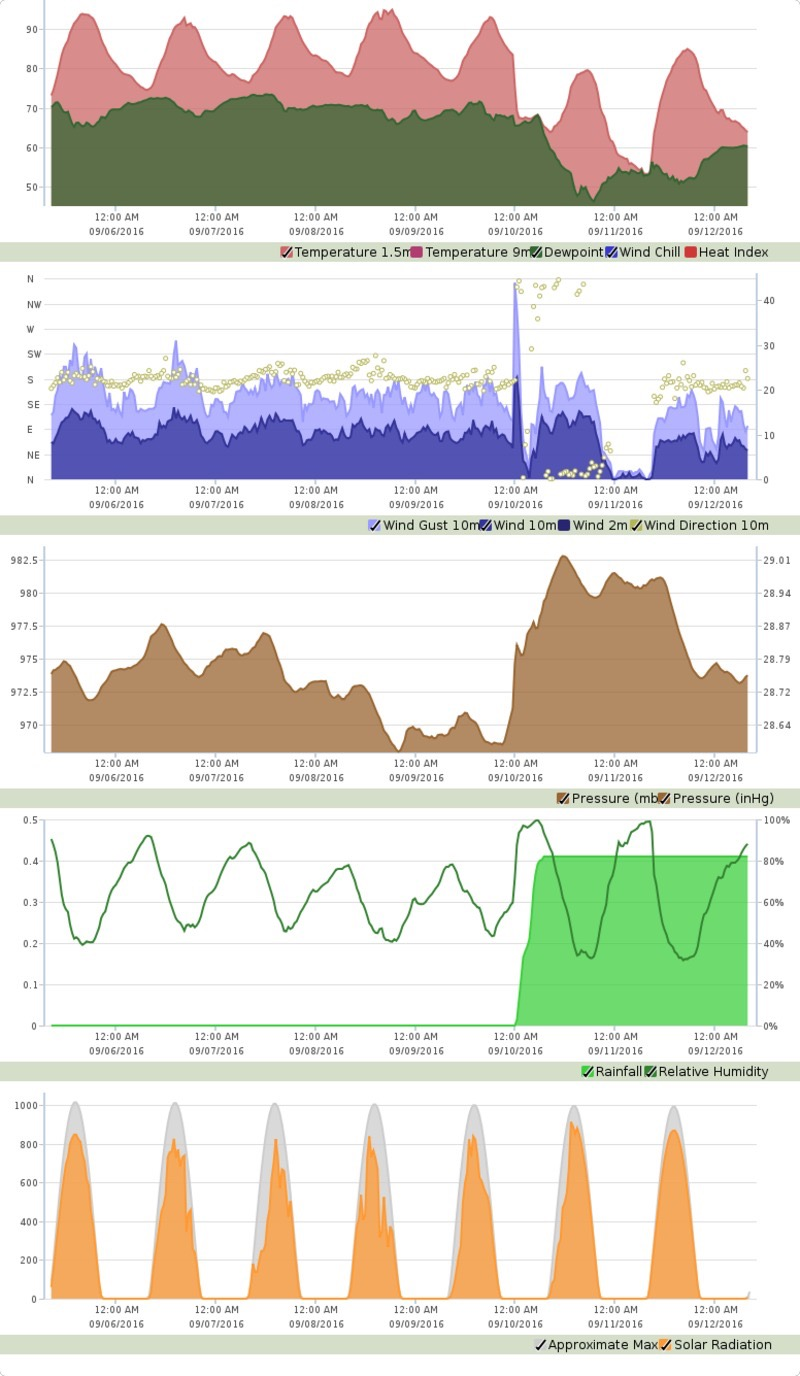 90
80
70
60
50
12:00 AM 12:00 AM 12:00 AM 12:00 AM 12:00 AM 12:00 AM 12:00 AM
09/06/2016 09/07/2016 09/08/2016 09/09/2016 09/10/2016 09/11/2016 09/12/2016
Temperature 1.5m Temperature 9m Dewpoint Wind Chill Heat Index
N
NW 40
W
SW 30
S 20
SE
E 10
NE
N 0
12:00 AM 12:00 AM 12:00 AM 12:00 AM 12:00 AM 12:00 AM 12:00 AM
09/06/2016 09/07/2016 09/08/2016 09/09/2016 09/10/2016 09/11/2016 09/12/2016
Wind Gust 10m Wind 10m Wind 2m Wind Direction 10m
982.5 29.01
980 28.94
977.5 28.87
975 28.79
972.5 28.72
970 28.64
12:00 AM 12:00 AM 12:00 AM 12:00 AM 12:00 AM 12:00 AM 12:00 AM
09/06/2016 09/07/2016 09/08/2016 09/09/2016 09/10/2016 09/11/2016 09/12/2016
Pressure (mb Pressure (inHg)
0.5 100%
0.4 80%
0.3 60%
0.2 40%
0.1 20%
0 0%
12:00 AM 12:00 AM 12:00 AM 12:00 AM 12:00 AM 12:00 AM 12:00 AM
09/06/2016 09/07/2016 09/08/2016 09/09/2016 09/10/2016 09/11/2016 09/12/2016
Rainfall Relative Humidity
1000
800
600
400
200
0
12:00 AM 12:00 AM 12:00 AM 12:00 AM 12:00 AM 12:00 AM 12:00 AM
09/06/2016 09/07/2016 09/08/2016 09/09/2016 09/10/2016 09/11/2016 09/12/2016
Approximate Max Solar Radiation